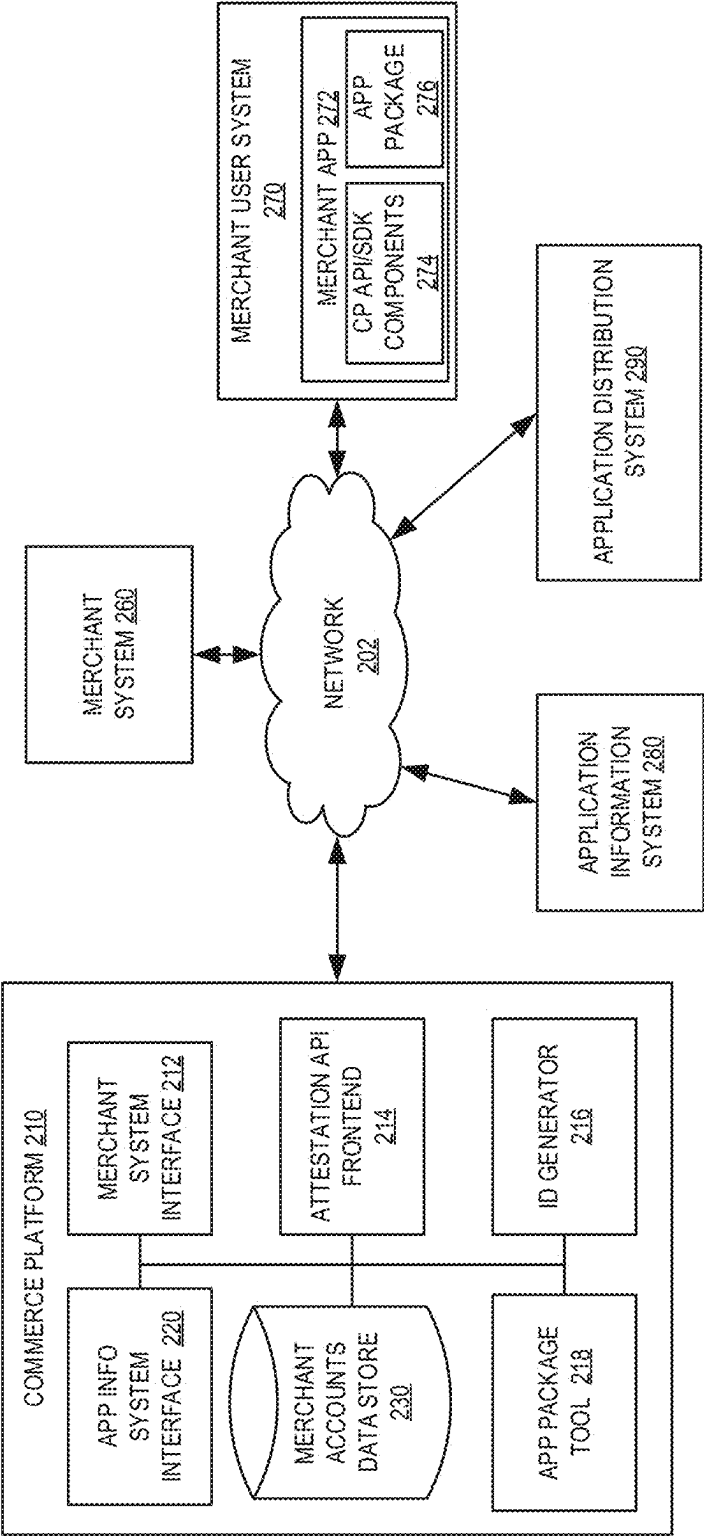 COMMERCE PLATFORM 210
APP INFO
SYSTEM
INTERFACE 220
MERCHANT
SYSTEM
INTERFACE 212
MERCHANT
ACCOUNTS
DATA STORE
230
ATTESTATION API
FRONTEND
214
APP PACKAGE
TOOL 218
ID GENERATOR
216
MERCHANT
SYSTEM 260
NETWORK
202
APPLICATION
INFORMATION
SYSTEM 280
MERCHANT USER SYSTEM
270
MERCHANT APP 272
CP API/SDK
COMPONENTS
274
APP
PACKAGE
276
APPLICATION DISTRIBUTION
SYSTEM 290